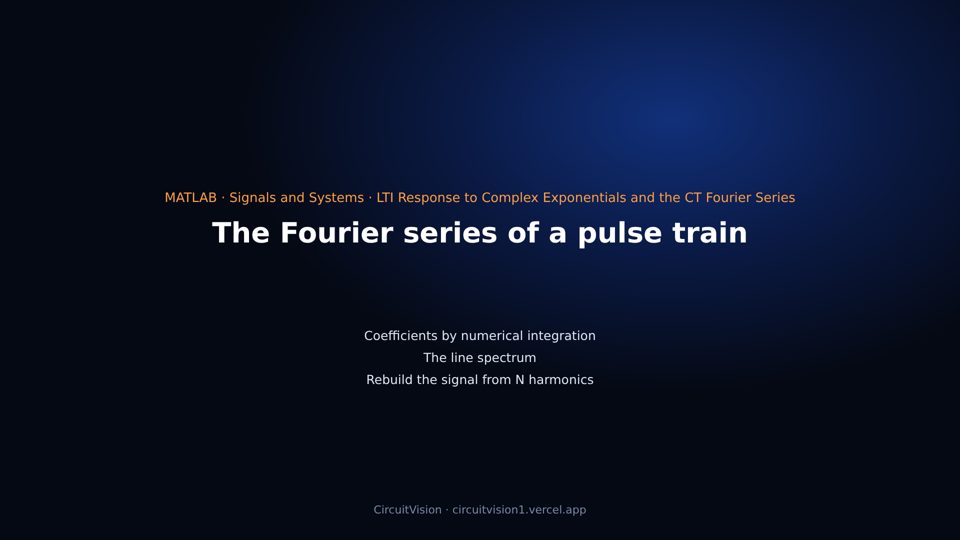 MATLAB · Signals and Systems · LTI Response to Complex Exponentials and the CT Fourier Series
The Fourier series of a pulse train
Coefficients by numerical integration
The line spectrum
Rebuild the signal from N harmonics
CircuitVision · circuitvision1.vercel.app